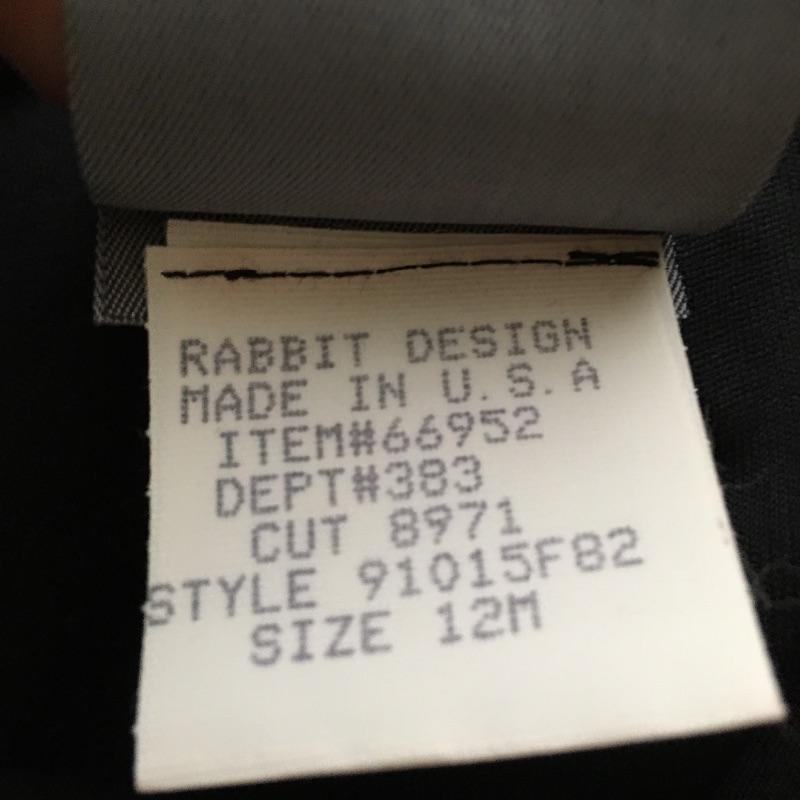 RABBIT DESIGN
MADE IN U.S.A
ITEM#66952
DEPT#383
CUT 8971
STYLE 91015F82
SIZE 12M